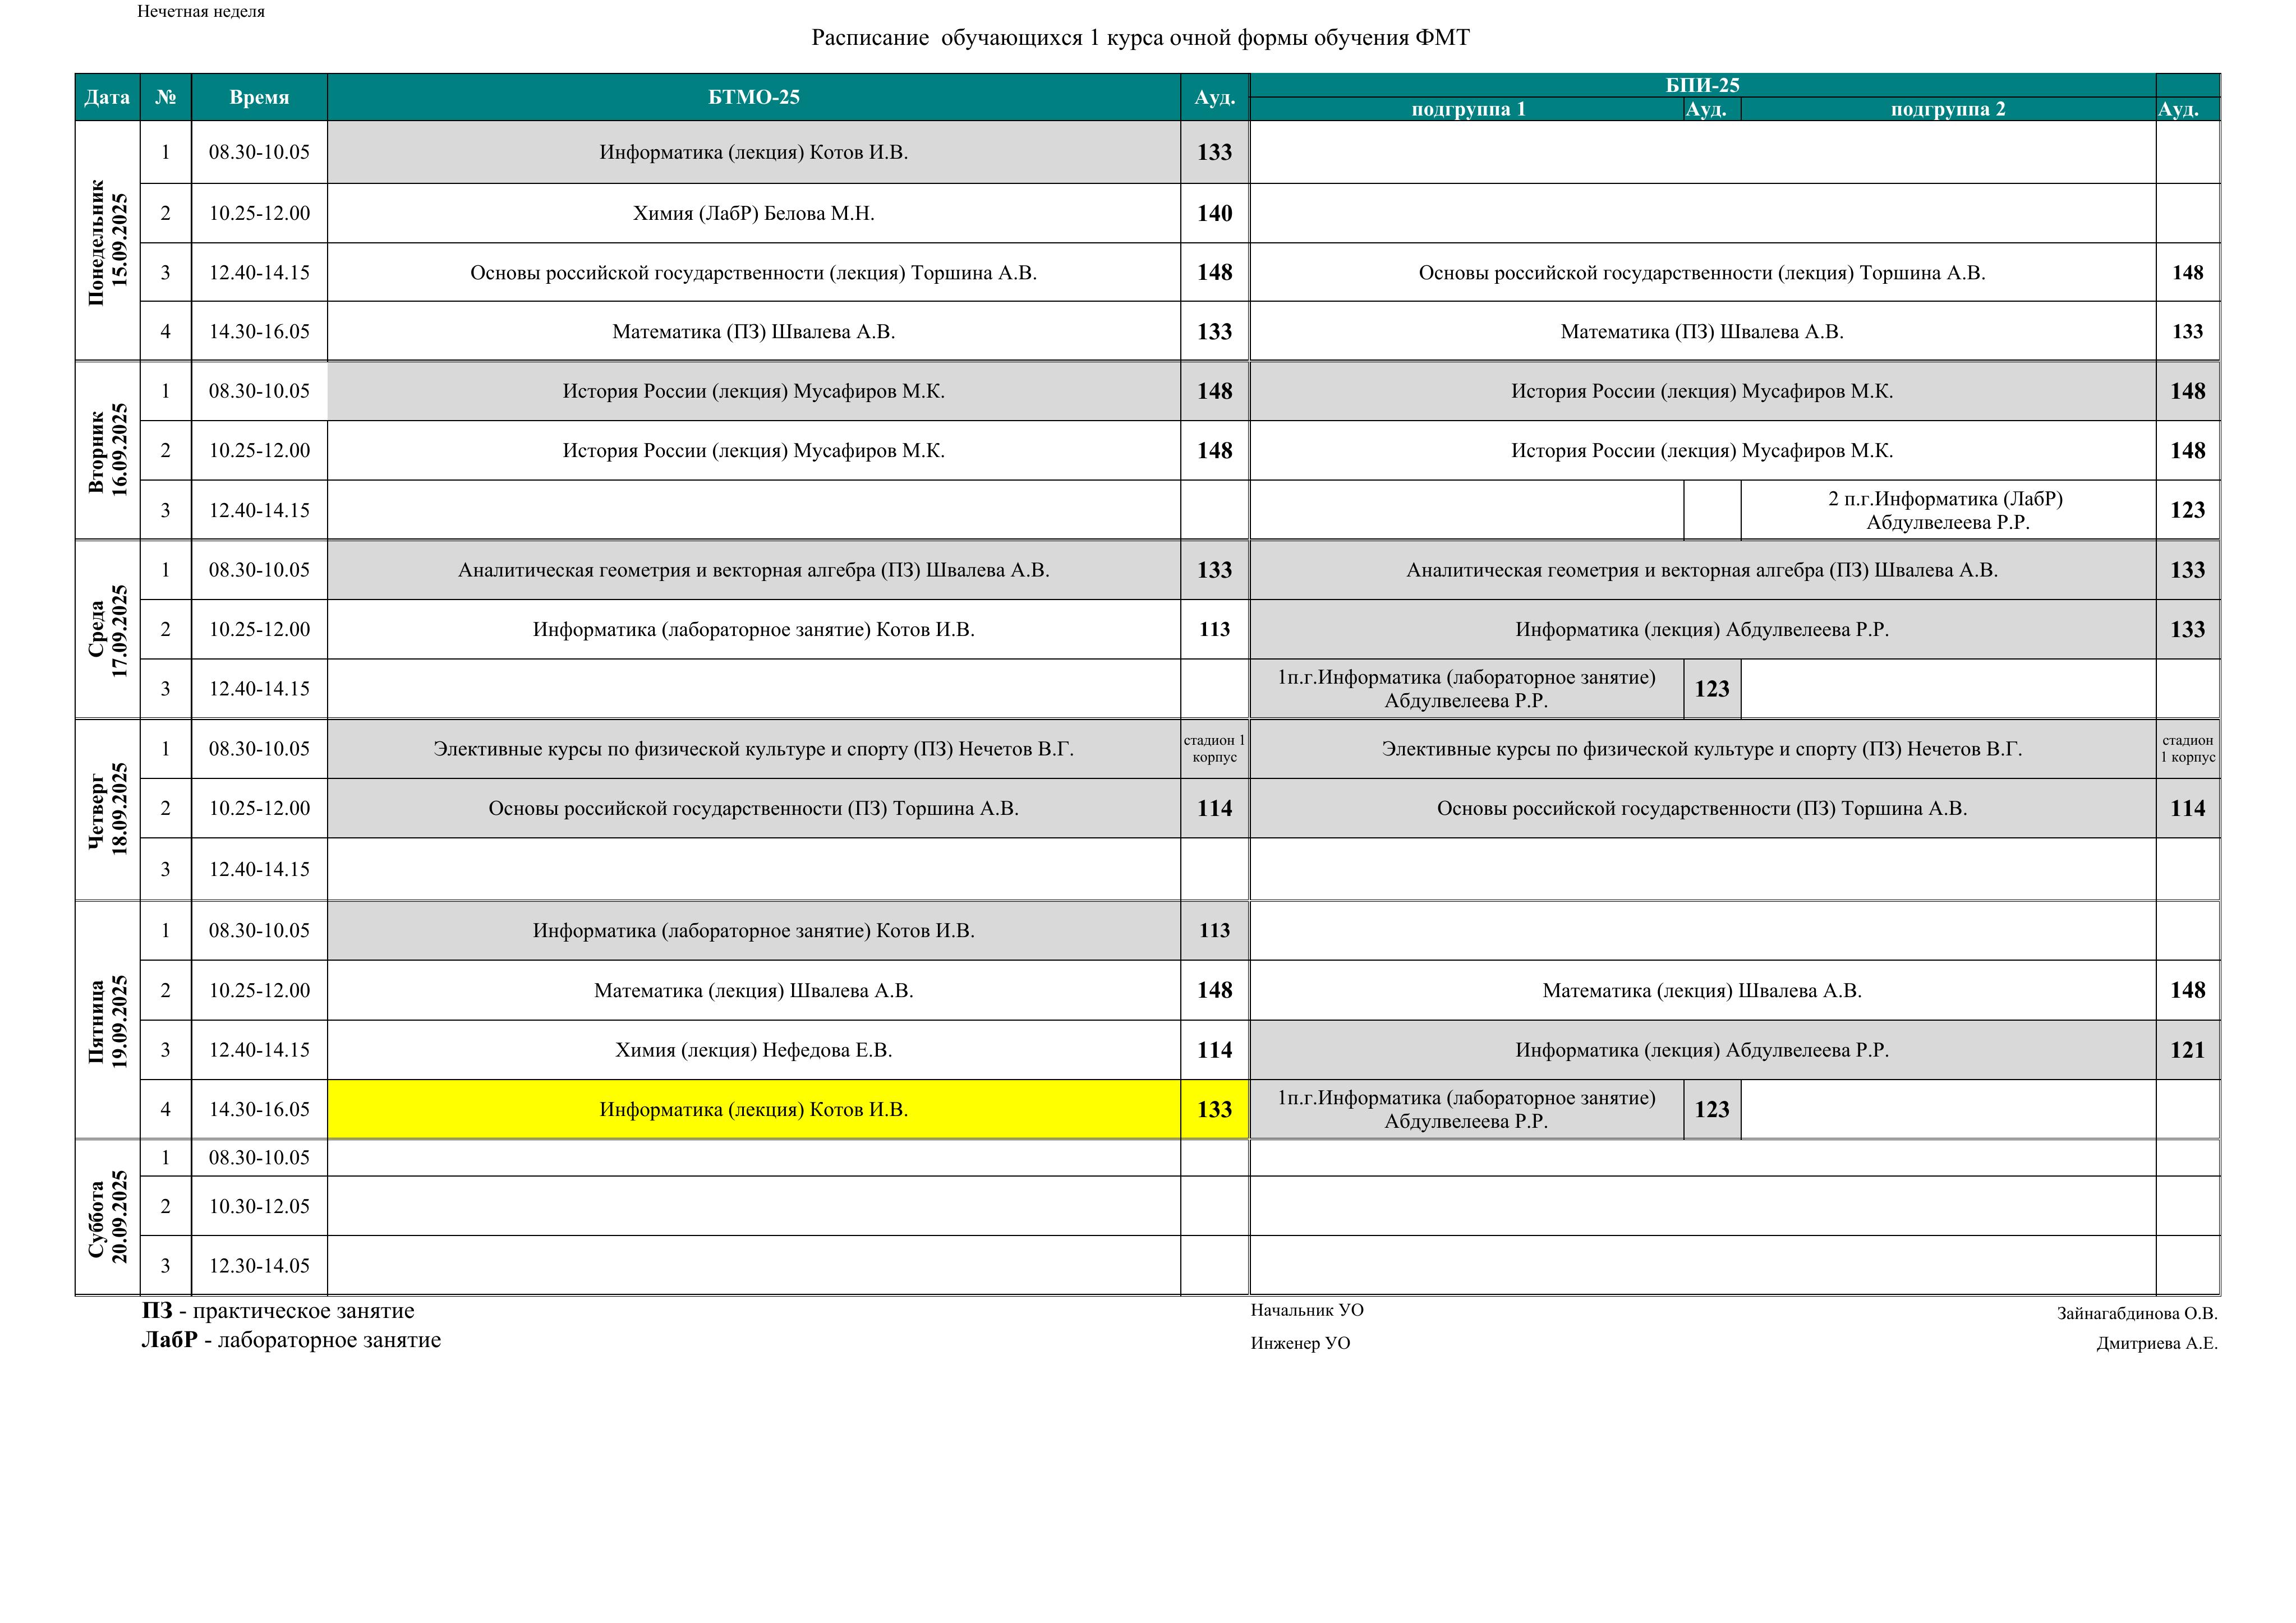 Нечетная неделя
Расписание  обучающихся 1 курса очной формы обучения ФМТ
Дата № Время БТМО-25 Ауд. БПИ-25
подгруппа 1 Ауд. подгруппа 2 Ауд.
Понедельник
15.09.2025
1 08.30-10.05 Информатика (лекция) Котов И.В. 133
2 10.25-12.00 Химия (ЛабР) Белова М.Н. 140
3 12.40-14.15 Основы российской государственности (лекция) Торшина А.В. 148 Основы российской государственности (лекция) Торшина А.В. 148
4 14.30-16.05 Математика (ПЗ) Швалева А.В. 133 Математика (ПЗ) Швалева А.В. 133
Вторник
16.09.2025
1 08.30-10.05 История России (лекция) Мусафиров М.К. 148 История России (лекция) Мусафиров М.К. 148
2 10.25-12.00 История России (лекция) Мусафиров М.К. 148 История России (лекция) Мусафиров М.К. 148
3 12.40-14.15 2 п.г.Информатика (ЛабР)
Абдулвелеева Р.Р. 123
Среда
17.09.2025
1 08.30-10.05 Аналитическая геометрия и векторная алгебра (ПЗ) Швалева А.В. 133 Аналитическая геометрия и векторная алгебра (ПЗ) Швалева А.В. 133
2 10.25-12.00 Информатика (лабораторное занятие) Котов И.В. 113 Информатика (лекция) Абдулвелеева Р.Р. 133
3 12.40-14.15 1п.г.Информатика (лабораторное занятие)
Абдулвелеева Р.Р. 123
Четверг
18.09.2025
1 08.30-10.05 Элективные курсы по физической культуре и спорту (ПЗ) Нечетов В.Г. стадион 1
корпус Элективные курсы по физической культуре и спорту (ПЗ) Нечетов В.Г. стадион
1 корпус
2 10.25-12.00 Основы российской государственности (ПЗ) Торшина А.В. 114 Основы российской государственности (ПЗ) Торшина А.В. 114
3 12.40-14.15
Пятница
19.09.2025
1 08.30-10.05 Информатика (лабораторное занятие) Котов И.В. 113
2 10.25-12.00 Математика (лекция) Швалева А.В. 148 Математика (лекция) Швалева А.В. 148
3 12.40-14.15 Химия (лекция) Нефедова Е.В. 114 Информатика (лекция) Абдулвелеева Р.Р. 121
4 14.30-16.05 Информатика (лекция) Котов И.В. 133 1п.г.Информатика (лабораторное занятие)
Абдулвелеева Р.Р. 123
Суббота
20.09.2025
1 08.30-10.05
2 10.30-12.05
3 12.30-14.05
ПЗ - практическое занятие Начальник УО Зайнагабдинова О.В.
ЛабР - лабораторное занятие Инженер УО Дмитриева А.Е.